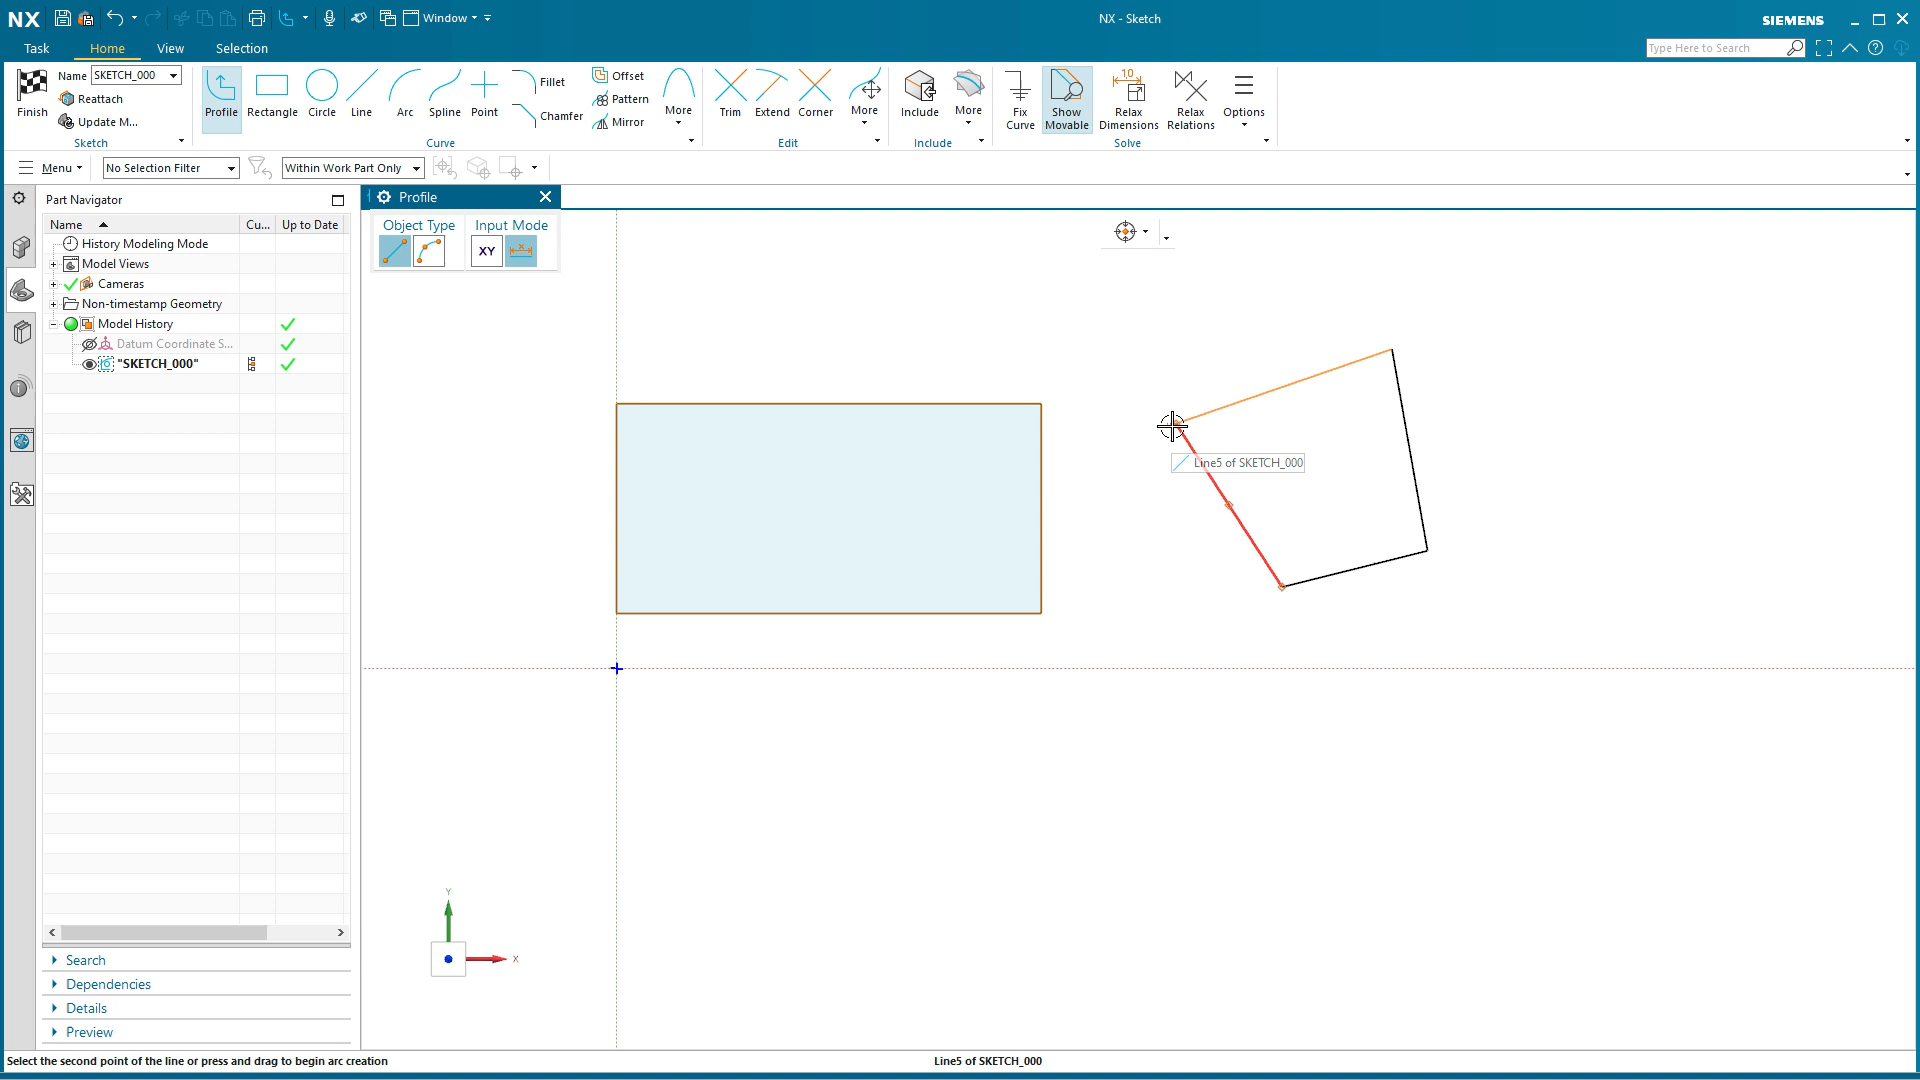 NX
Window
NX - Sketch
SIEMENS
Task
Home
View
Selection
Type Here to Search
Finish
Name
SKETCH_000
Reattach
Update M...
Sketch
Profile
Rectangle
Circle
Line
Arc
Spline
Point
Fillet
Chamfer
Offset
Pattern
Mirror
More
Curve
Trim
Extend
Corner
More
Edit
Include
More
Include
Fix
Curve
Show
Movable
1.0
Relax
Dimensions
Relax
Relations
Options
Solve
Menu
No Selection Filter
Within Work Part Only
Part Navigator
Name
Cu...
Up to Date
History Modeling Mode
Model Views
Cameras
Non-timestamp Geometry
Model History
Datum Coordinate S...
"SKETCH_000"
Search
Dependencies
Details
Preview
Profile
Object Type
Input Mode
XY
Line5 of SKETCH_000
Y
X
Select the second point of the line or press and drag to begin arc creation
Line5 of SKETCH_000